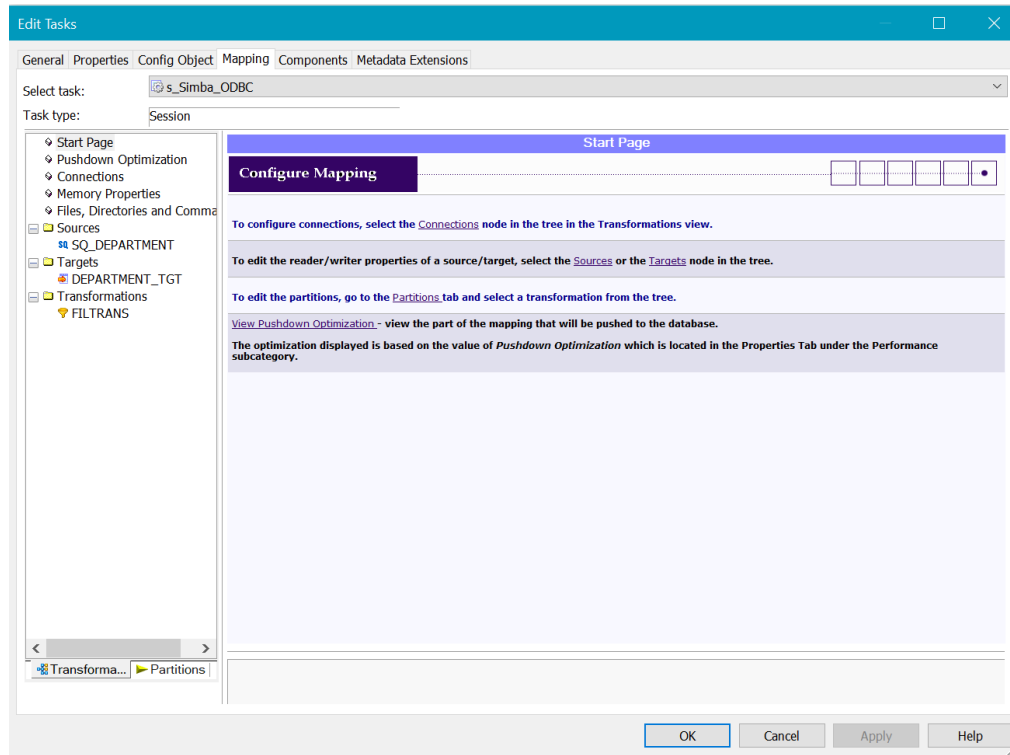 Edit Tasks
General Properties Config Object Mapping Components Metadata Extensions
Select task: s_Simba_ODBC
Task type: Session
Start Page
Pushdown Optimization
Connections
Memory Properties
Files, Directories and Comma
Sources
SQ_DEPARTMENT
Targets
DEPARTMENT_TGT
Transformations
FILTRANS
Transforma... Partitions
Start Page
Configure Mapping
To configure connections, select the Connections node in the tree in the Transformations view.
To edit the reader/writer properties of a source/target, select the Sources or the Targets node in the tree.
To edit the partitions, go to the Partitions tab and select a transformation from the tree.
View Pushdown Optimization - view the part of the mapping that will be pushed to the database.
The optimization displayed is based on the value of Pushdown Optimization which is located in the Properties Tab under the Performance
subcategory.
OK Cancel Apply Help